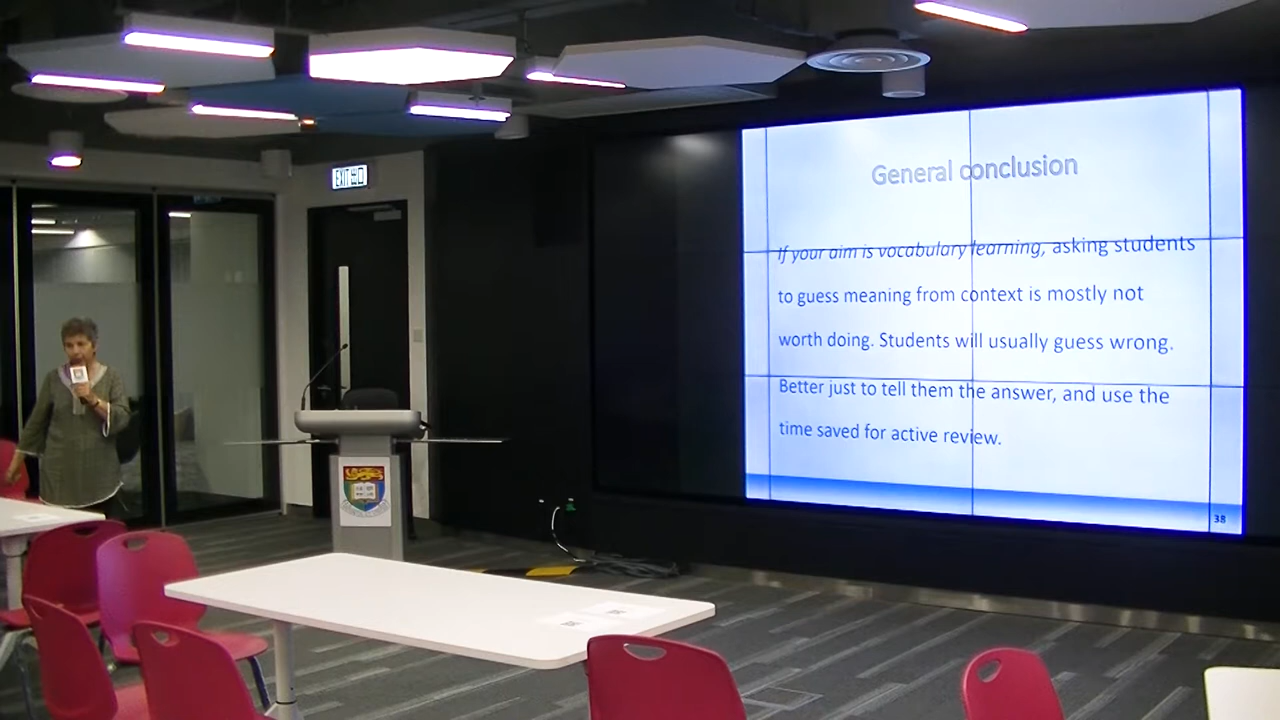 EXIT
General conclusion
If your aim is vocabulary learning, asking students
to guess meaning from context is mostly not
worth doing. Students will usually guess wrong.
Better just to tell them the answer, and use the
time saved for active review.
38